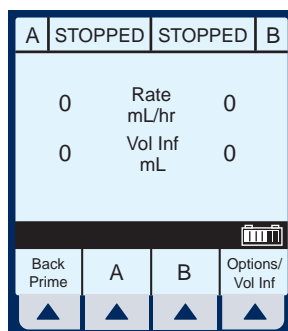 A STOPPED STOPPED B
0 Rate mL/hr 0
0 Vol Inf mL 0
Back Prime A B Options/ Vol Inf